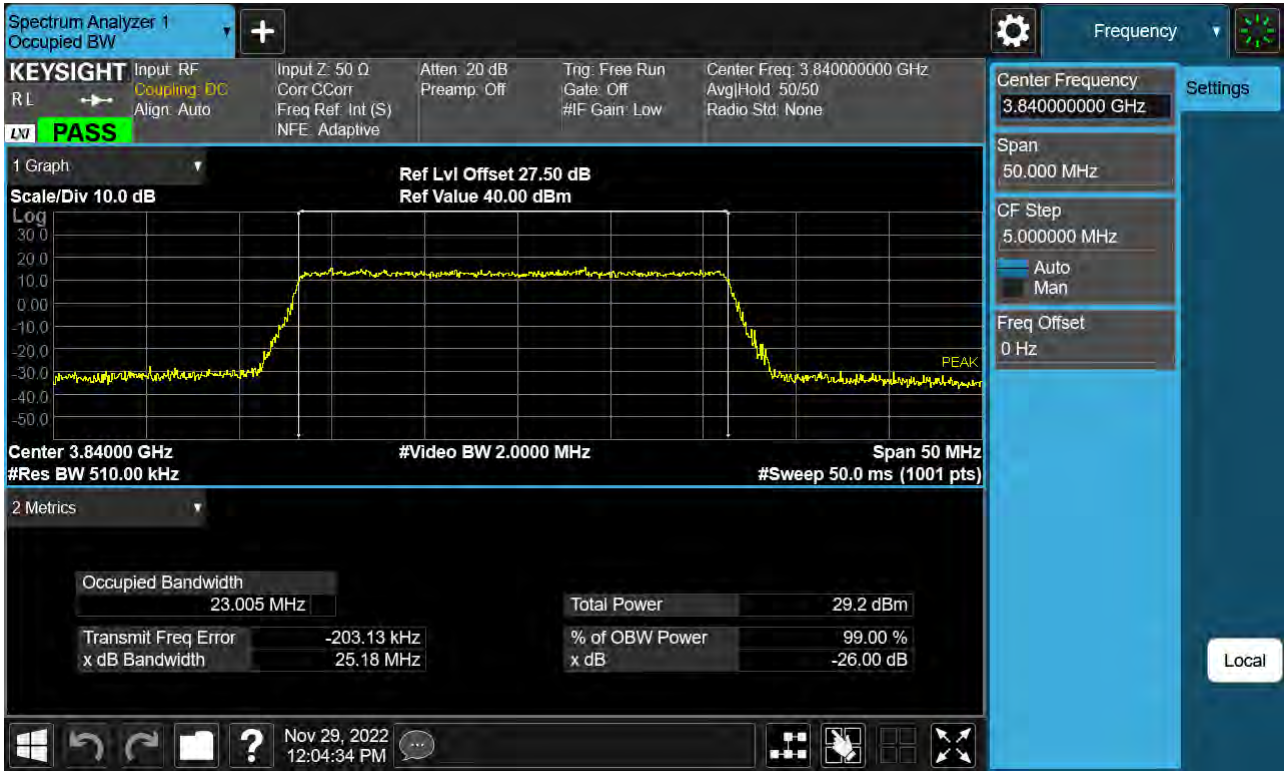 Spectrum Analyzer 1
Occupied BW
+
Frequency
KEYSIGHT
R L
LXI
PASS
Input: RF
Coupling: DC
Align: Auto
Input Z: 50 Ω
Corr CCorr
Freq Ref: Int (S)
NFE: Adaptive
Atten: 20 dB
Preamp: Off
Trig: Free Run
Gate: Off
#IF Gain: Low
Center Freq: 3.840000000 GHz
Avg|Hold: 50/50
Radio Std: None
Center Frequency
3.840000000 GHz
Settings
Span
50.000 MHz
CF Step
5.000000 MHz
Auto
Man
Freq Offset
0 Hz
Local
1 Graph
Scale/Div 10.0 dB
Ref Lvl Offset 27.50 dB
Ref Value 40.00 dBm
Log
30.0
20.0
10.0
0.00
-10.0
-20.0
-30.0
-40.0
-50.0
PEAK
Center 3.84000 GHz
#Video BW 2.0000 MHz
Span 50 MHz
#Res BW 510.00 kHz
#Sweep 50.0 ms (1001 pts)
2 Metrics
Occupied Bandwidth
23.005 MHz
Transmit Freq Error -203.13 kHz
x dB Bandwidth 25.18 MHz
Total Power 29.2 dBm
% of OBW Power 99.00 %
x dB -26.00 dB
?
Nov 29, 2022
12:04:34 PM